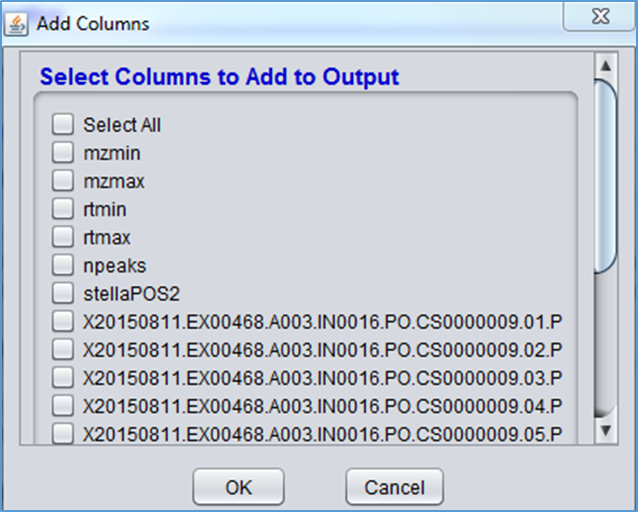 Add Columns
Select Columns to Add to Output
Select All
mzmin
mzmax
rtmin
rtmax
npeaks
stellaPOS2
X20150811.EX00468.A003.IN0016.PO.CS0000009.01.P
X20150811.EX00468.A003.IN0016.PO.CS0000009.02.P
X20150811.EX00468.A003.IN0016.PO.CS0000009.03.P
X20150811.EX00468.A003.IN0016.PO.CS0000009.04.P
X20150811.EX00468.A003.IN0016.PO.CS0000009.05.P
OK Cancel